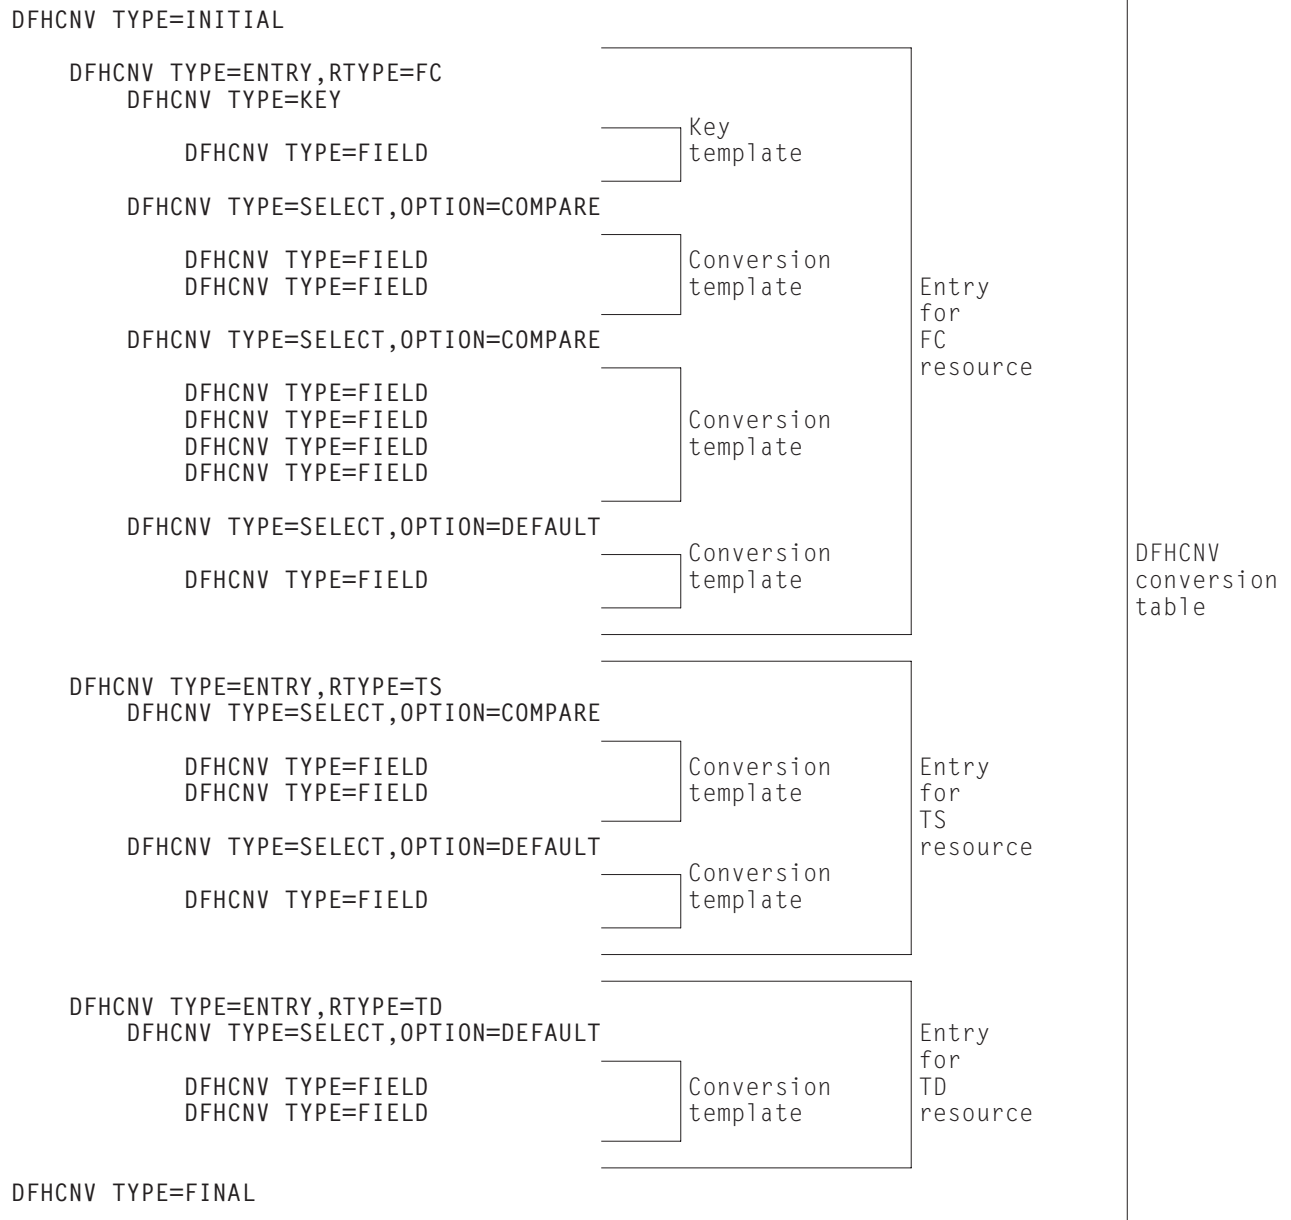 DFHCNV TYPE=INITIAL
DFHCNV TYPE=ENTRY,RTYPE=FC
DFHCNV TYPE=KEY
Key
DFHCNV TYPE=FIELD template
DFHCNV TYPE=SELECT,OPTION=COMPARE
DFHCNV TYPE=FIELD Conversion
DFHCNV TYPE=FIELD template Entry
for
DFHCNV TYPE=SELECT,OPTION=COMPARE FC
resource
DFHCNV TYPE=FIELD
DFHCNV TYPE=FIELD Conversion
DFHCNV TYPE=FIELD template
DFHCNV TYPE=FIELD
DFHCNV TYPE=SELECT,OPTION=DEFAULT
Conversion DFHCNV
DFHCNV TYPE=FIELD template conversion
table
DFHCNV TYPE=ENTRY,RTYPE=TS
DFHCNV TYPE=SELECT,OPTION=COMPARE
DFHCNV TYPE=FIELD Conversion Entry
DFHCNV TYPE=FIELD template for
TS
DFHCNV TYPE=SELECT,OPTION=DEFAULT resource
Conversion
DFHCNV TYPE=FIELD template
DFHCNV TYPE=ENTRY,RTYPE=TD
DFHCNV TYPE=SELECT,OPTION=DEFAULT Entry
for
DFHCNV TYPE=FIELD Conversion TD
DFHCNV TYPE=FIELD template resource
DFHCNV TYPE=FINAL